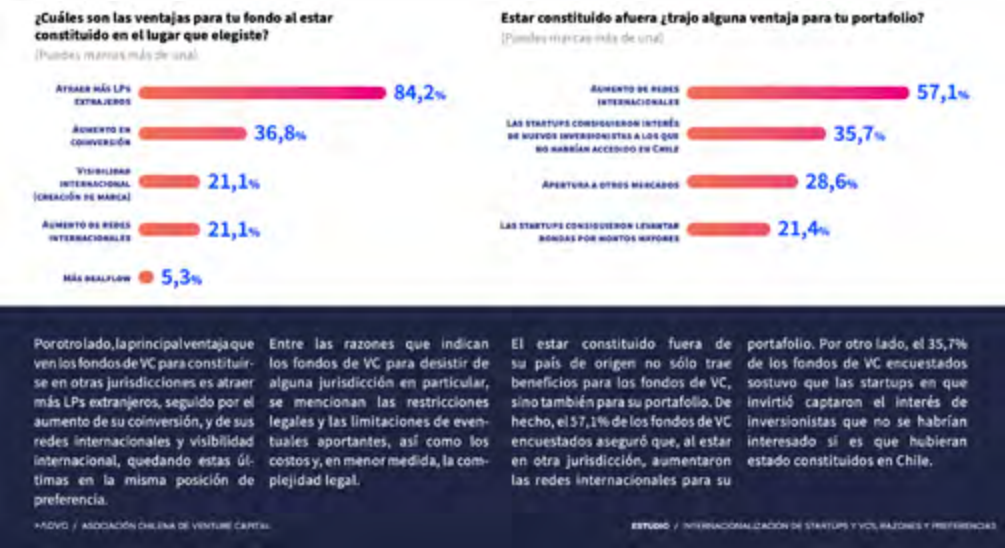 ¿Cuáles son las ventajas para tu fondo al estar
constituido en el lugar que elegiste?
(Puedes marcar más de una)
ATRAER MÁS LPS
EXTRAJEROS
84,2%
AUMENTO EN
COINVERSIÓN
36,8%
VISIBILIDAD
INTERNACIONAL
(CREACIÓN DE MARCA)
21,1%
AUMENTO DE REDES
INTERNACIONALES
21,1%
MÁS DEALFLOW
5,3%
Estar constituido afuera ¿trajo alguna ventaja para tu portafolio?
(Puedes marcar más de una)
AUMENTO DE REDES
INTERNACIONALES
57,1%
LAS STARTUPS CONSIGUIERON INTERÉS
DE NUEVOS INVERSIONISTAS A LOS QUE
NO HABRÍAN ACCEDIDO EN CHILE
35,7%
APERTURA A OTROS MERCADOS
28,6%
LAS STARTUPS CONSIGUIERON LEVANTAR
RONDAS POR MONTOS MAYORES
21,4%
Por otro lado, la principal ventaja que
ven los fondos de VC para constituir-
se en otras jurisdicciones es atraer
más LPs extranjeros, seguido por el
aumento de su coinversión, y de sus
redes internacionales y visibilidad
internacional, quedando estas úl-
timas en la misma posición de
preferencia.
Entre las razones que indican
los fondos de VC para desistir de
alguna jurisdicción en particular,
se mencionan las restricciones
legales y las limitaciones de even-
tuales aportantes, así como los
costos y, en menor medida, la com-
plejidad legal.
El estar constituido fuera de
su país de origen no sólo trae
beneficios para los fondos de VC,
sino también para su portafolio. De
hecho, el 57,1% de los fondos de VC
encuestados aseguró que, al estar
en otra jurisdicción, aumentaron
las redes internacionales para su
portafolio. Por otro lado, el 35,7%
de los fondos de VC encuestados
sostuvo que las startups en que
invirtió captaron el interés de
inversionistas que no se habrían
interesado si es que hubieran
estado constituidos en Chile.
/ ASOCIACIÓN CHILENA DE VENTURE CAPITAL
ESTUDIO / INTERNACIONALIZACIÓN DE STARTUPS Y VCS, RAZONES Y PREFERENCIAS